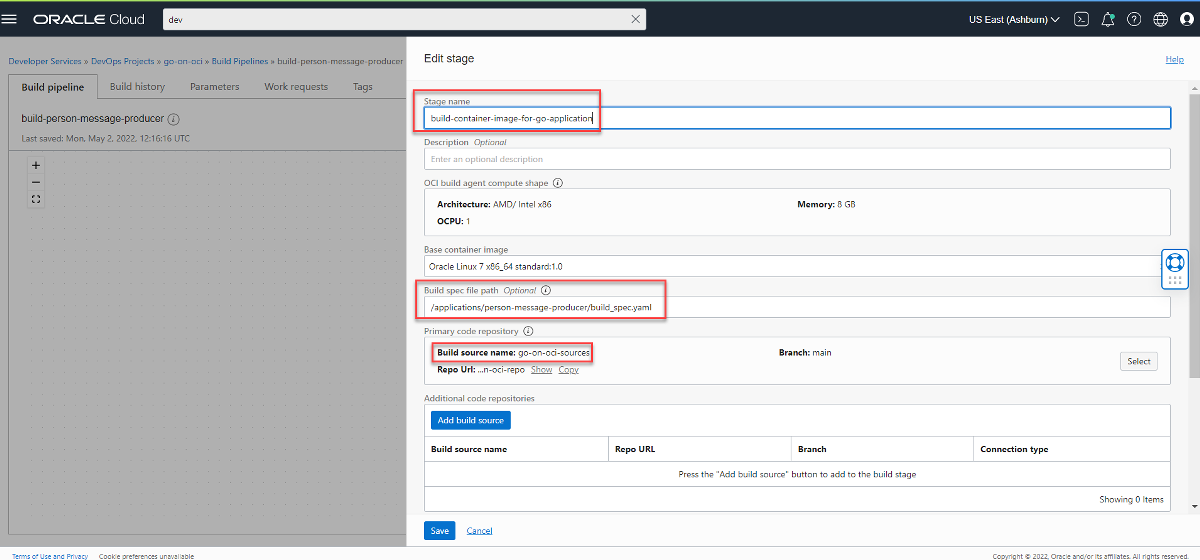 ORACLE Cloud
dev
US East (Ashburn)
Developer Services » DevOps Projects » go-on-oci » Build Pipelines » build-person-message-producer
Build pipeline Build history Parameters Work requests Tags
build-person-message-producer
Last saved: Mon, May 2, 2022, 12:16:16 UTC
Edit stage
Help
Stage name
build-container-image-for-go-application
Description Optional
Enter an optional description
OCI build agent compute shape
Architecture: AMD/ Intel x86
Memory: 8 GB
OCPU: 1
Base container image
Oracle Linux 7 x86_64 standard:1.0
Build spec file path Optional
/applications/person-message-producer/build_spec.yaml
Primary code repository
Build source name: go-on-oci-sources
Branch: main
Repo Url: ...n-oci-repo Show Copy
Select
Additional code repositories
Add build source
Build source name Repo URL Branch Connection type
Press the "Add build source" button to add to the build stage
Showing 0 Items
Save Cancel
Terms of Use and Privacy Cookie preferences unavailable
Copyright © 2022, Oracle and/or its affiliates. All rights reserved.